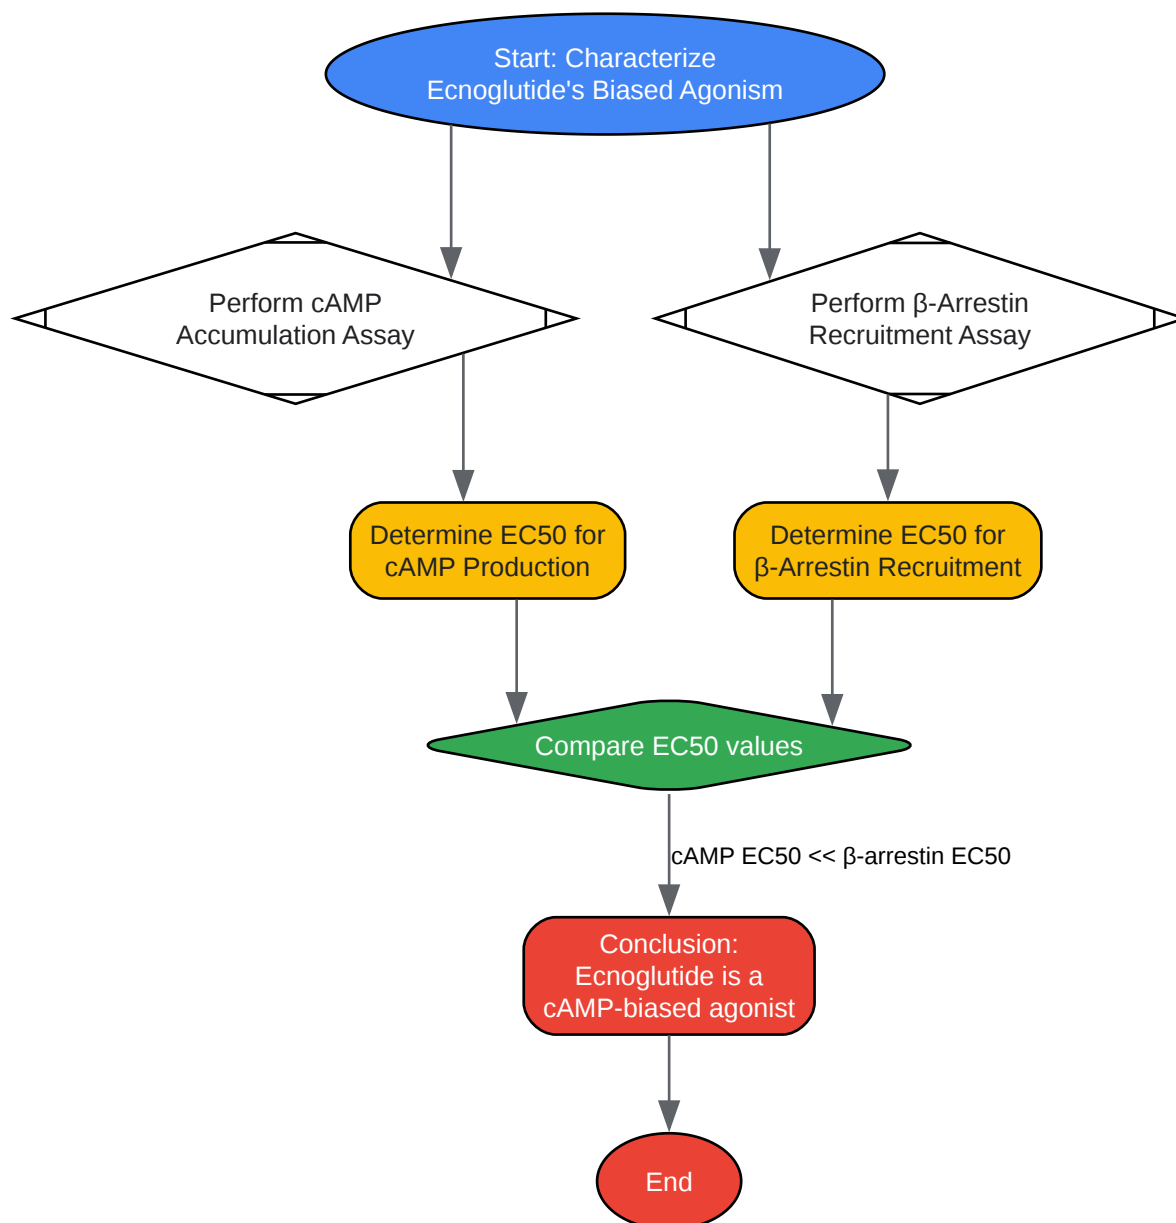 Start: Characterize
Ecnoglutide's Biased Agonism
Perform cAMP
Accumulation Assay
Perform β-Arrestin
Recruitment Assay
Determine EC50 for
cAMP Production
Determine EC50 for
β-Arrestin Recruitment
Compare EC50 values
cAMP EC50 << β-arrestin EC50
Conclusion:
Ecnoglutide is a
cAMP-biased agonist
End